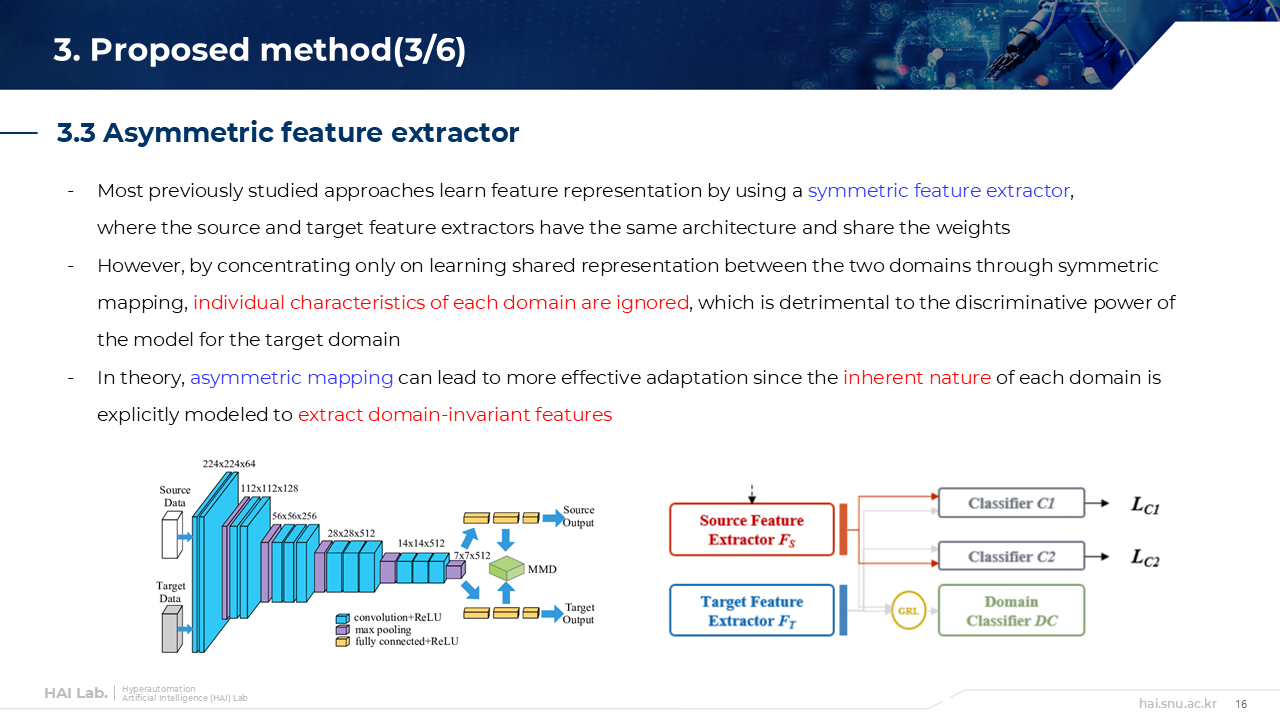 3. Proposed method(3/6)
3.3 Asymmetric feature extractor
- Most previously studied approaches learn feature representation by using a symmetric feature extractor,
where the source and target feature extractors have the same architecture and share the weights
- However, by concentrating only on learning shared representation between the two domains through symmetric
mapping, individual characteristics of each domain are ignored, which is detrimental to the discriminative power of
the model for the target domain
- In theory, asymmetric mapping can lead to more effective adaptation since the inherent nature of each domain is
explicitly modeled to extract domain-invariant features
224x224x64
Source
Data
112x112x128
56x56x256
28x28x512
14x14x512
7x7x512
Source
Output
MMD
Target
Data
Target
Output
convolution+ReLU
max pooling
fully connected+ReLU
Source Feature
Extractor FS
Target Feature
Extractor FT
Classifier C1
LC1
Classifier C2
LC2
GRL
Domain
Classifier DC
HAI Lab.
Hyperautomation
Artificial Intelligence (HAI) Lab
hai.snu.ac.kr
16